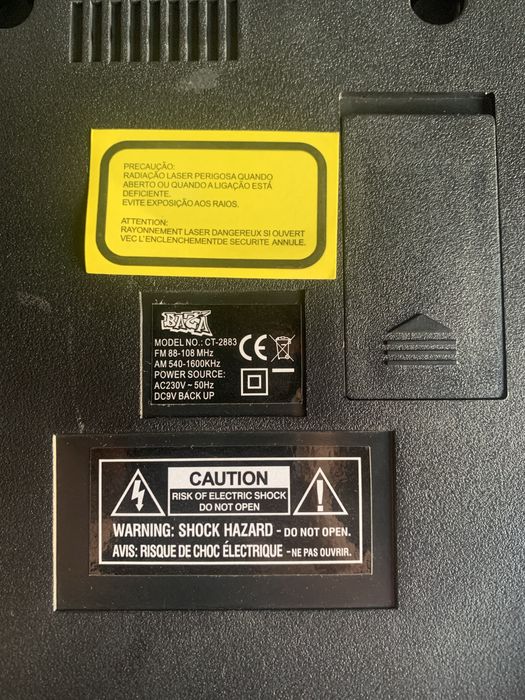 PRECAUÇÃO:
RADIAÇÃO LASER PERIGOSA QUANDO
ABERTO OU QUANDO A LIGAÇÃO ESTÁ
DEFICIENTE.
EVITE EXPOSIÇÃO AOS RAIOS.
ATTENTION:
RAYONNEMENT LASER DANGEREUX SI OUVERT
VEC L'ENCLENCHEMENTDE SECURITE ANNULE.
MODEL NO.: CT-2883
FM 88-108 MHz
AM 540-1600KHz
POWER SOURCE:
AC230V ~ 50Hz
DC9V BACK UP
CE
CAUTION
RISK OF ELECTRIC SHOCK
DO NOT OPEN
WARNING: SHOCK HAZARD - DO NOT OPEN.
AVIS: RISQUE DE CHOC ÉLECTRIQUE - NE PAS OUVRIR.